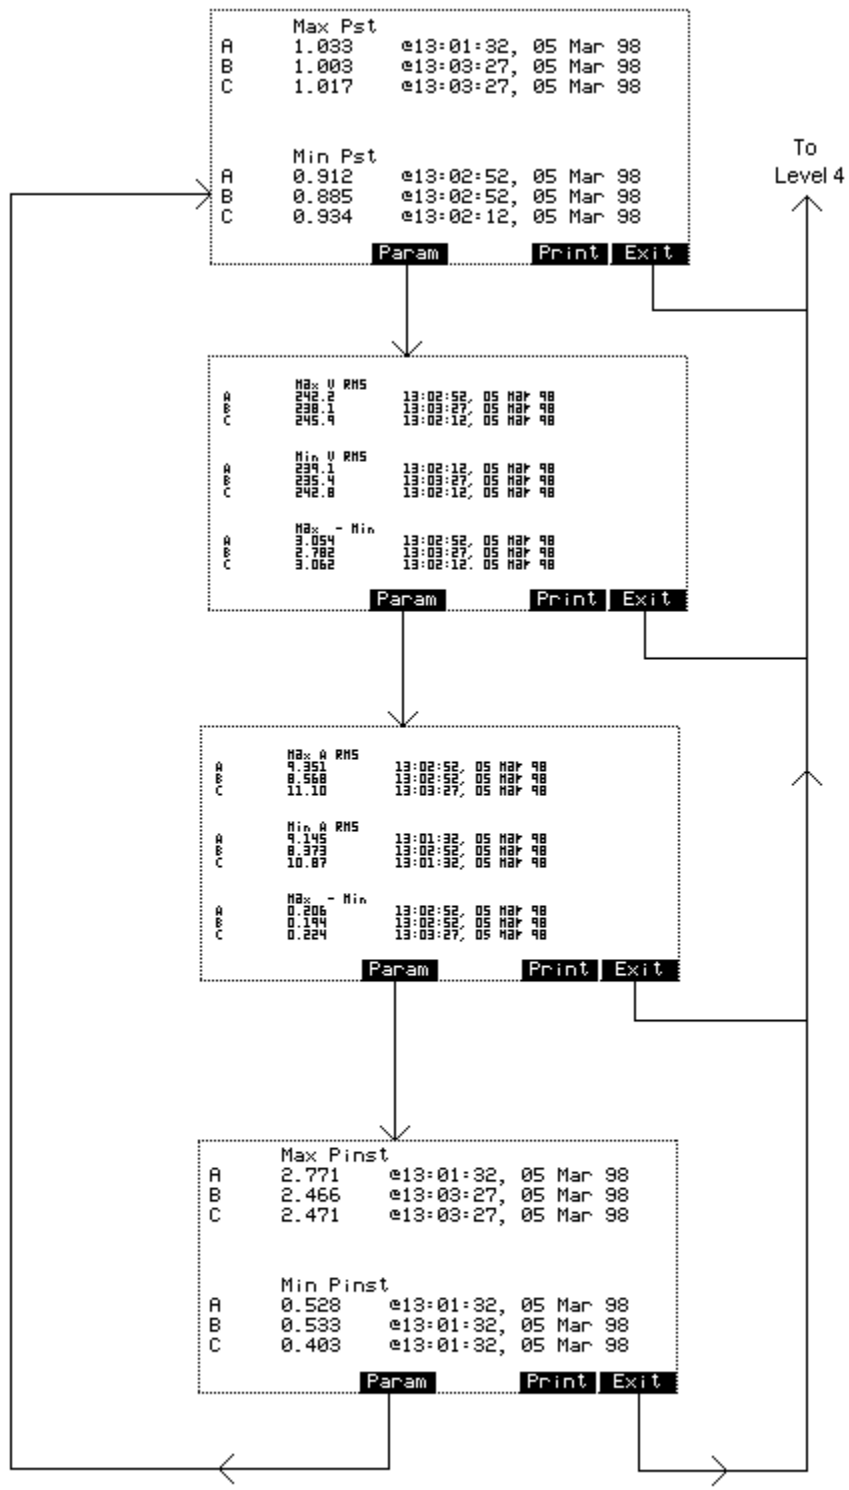 Max Pst
A 1.033 @13:01:32, 05 Mar 98
B 1.003 @13:03:27, 05 Mar 98
C 1.017 @13:03:27, 05 Mar 98
Min Pst
A 0.912 @13:02:52, 05 Mar 98
B 0.885 @13:02:52, 05 Mar 98
C 0.934 @13:02:12, 05 Mar 98
Param Print Exit
To
Level 4
Max V RMS
A 242.2 13:02:52, 05 Mar 98
B 238.1 13:03:27, 05 Mar 98
C 245.9 13:02:12, 05 Mar 98
Min V RMS
A 239.1 13:02:12, 05 Mar 98
B 235.4 13:03:27, 05 Mar 98
C 242.8 13:02:12, 05 Mar 98
Max - Min
A 3.054 13:02:52, 05 Mar 98
B 2.782 13:03:27, 05 Mar 98
C 3.062 13:02:12. 05 Mar 98
Param Print Exit
Max A RMS
A 9.351 13:02:52, 05 Mar 98
B 8.568 13:02:52, 05 Mar 98
C 11.10 13:03:27, 05 Mar 98
Min A RMS
A 9.145 13:01:32, 05 Mar 98
B 8.373 13:02:52, 05 Mar 98
C 10.87 13:01:32, 05 Mar 98
Max - Min
A 0.206 13:02:52, 05 Mar 98
B 0.194 13:02:52, 05 Mar 98
C 0.224 13:03:27, 05 Mar 98
Param Print Exit
Max Pinst
A 2.771 @13:01:32, 05 Mar 98
B 2.466 @13:03:27, 05 Mar 98
C 2.471 @13:03:27, 05 Mar 98
Min Pinst
A 0.528 @13:01:32, 05 Mar 98
B 0.533 @13:01:32, 05 Mar 98
C 0.403 @13:01:32, 05 Mar 98
Param Print Exit